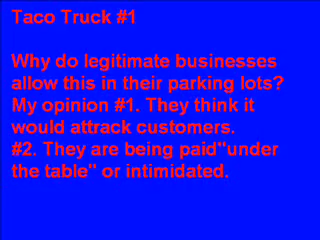 Taco Truck #1
Why do legitimate businesses
allow this in their parking lots?
My opinion #1. They think it
would attrack customers.
#2. They are being paid"under
the table" or intimidated.